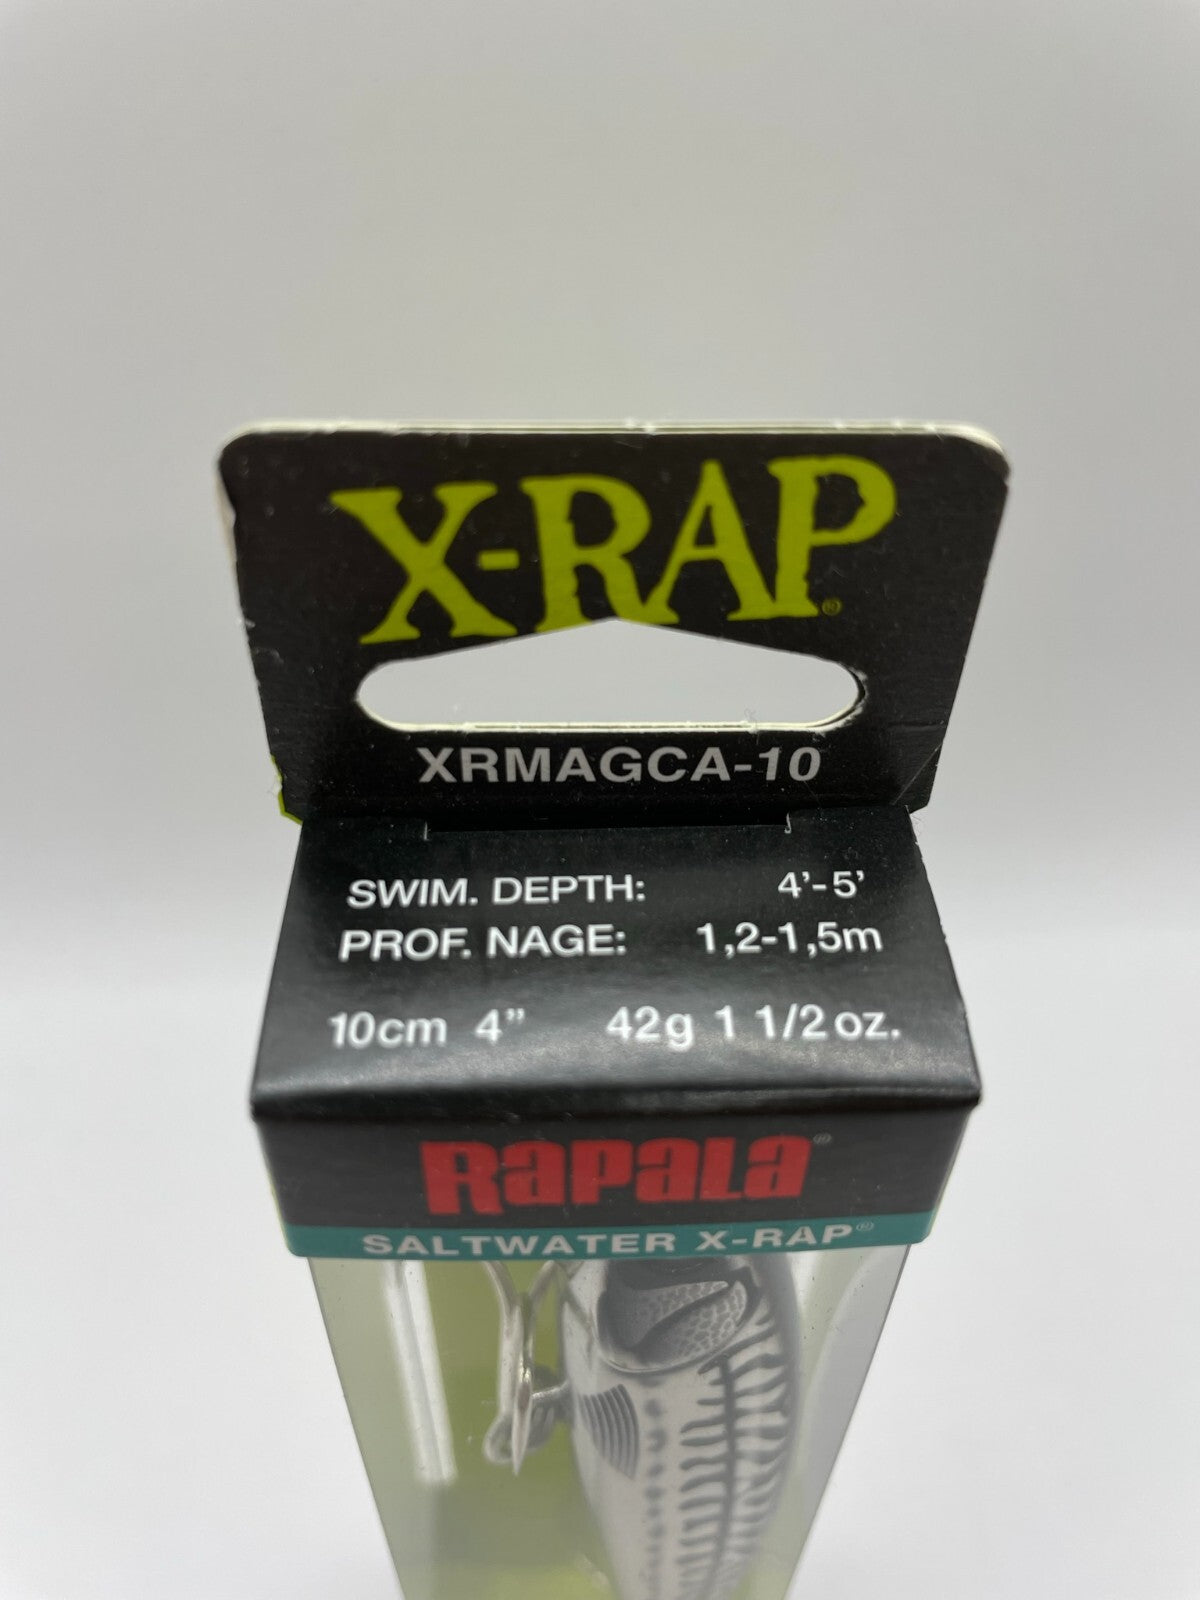 X-RAP®
XRMAGCA-10
SWIM. DEPTH: 4'-5'
PROF. NAGE: 1,2-1,5m
10cm 4" 42g 1 1/2 oz.
Rapala®
SALTWATER X-RAP®